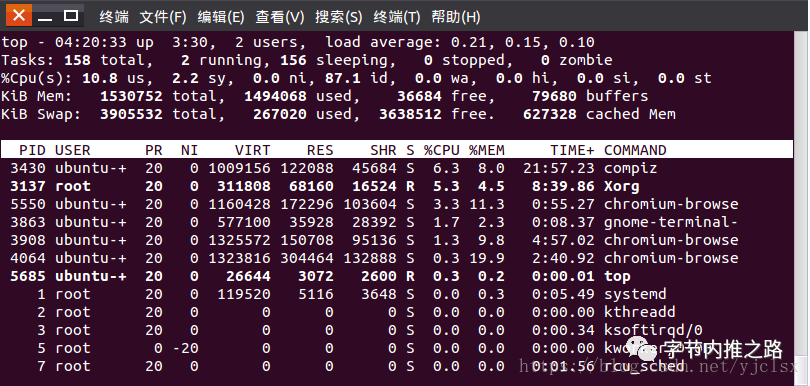 终端 文件(F) 编辑(E) 查看(V) 搜索(S) 终端(T) 帮助(H)
top - 04:20:33 up  3:30,  2 users,  load average: 0.21, 0.15, 0.10
Tasks: 158 total,   2 running, 156 sleeping,   0 stopped,   0 zombie
%Cpu(s): 10.8 us,  2.2 sy,  0.0 ni, 87.1 id,  0.0 wa,  0.0 hi,  0.0 si,  0.0 st
KiB Mem:   1530752 total,  1494068 used,    36684 free,    79680 buffers
KiB Swap:  3905532 total,   267020 used,  3638512 free.   627328 cached Mem
PID USER      PR  NI    VIRT    RES    SHR S %CPU %MEM     TIME+ COMMAND
3430 ubuntu-+  20   0 1009156 122088  45684 S  6.3  8.0  21:57.23 compiz
3137 root      20   0  311808  68160  16524 R  5.3  4.5   8:39.86 Xorg
5550 ubuntu-+  20   0 1160428 172296 103604 S  3.3 11.3   0:55.27 chromium-browse
3863 ubuntu-+  20   0  577100  35928  28392 S  1.7  2.3   0:08.37 gnome-terminal-
3908 ubuntu-+  20   0 1325572 150708  95136 S  1.3  9.8   4:57.02 chromium-browse
4064 ubuntu-+  20   0 1323816 304464 132888 S  0.3 19.9   2:40.92 chromium-browse
5685 ubuntu-+  20   0   26644   3072   2600 R  0.3  0.2   0:00.01 top
1 root      20   0  119520   5116   3648 S  0.0  0.3   0:05.49 systemd
2 root      20   0       0      0      0 S  0.0  0.0   0:00.00 kthreadd
3 root      20   0       0      0      0 S  0.0  0.0   0:00.34 ksoftirqd/0
5 root       0 -20       0      0      0 S  0.0  0.0   0:00.00
字节内推之路
7 root      20   0       0      0      0 S  0.0  0.0   0:01.56 rcu_sched